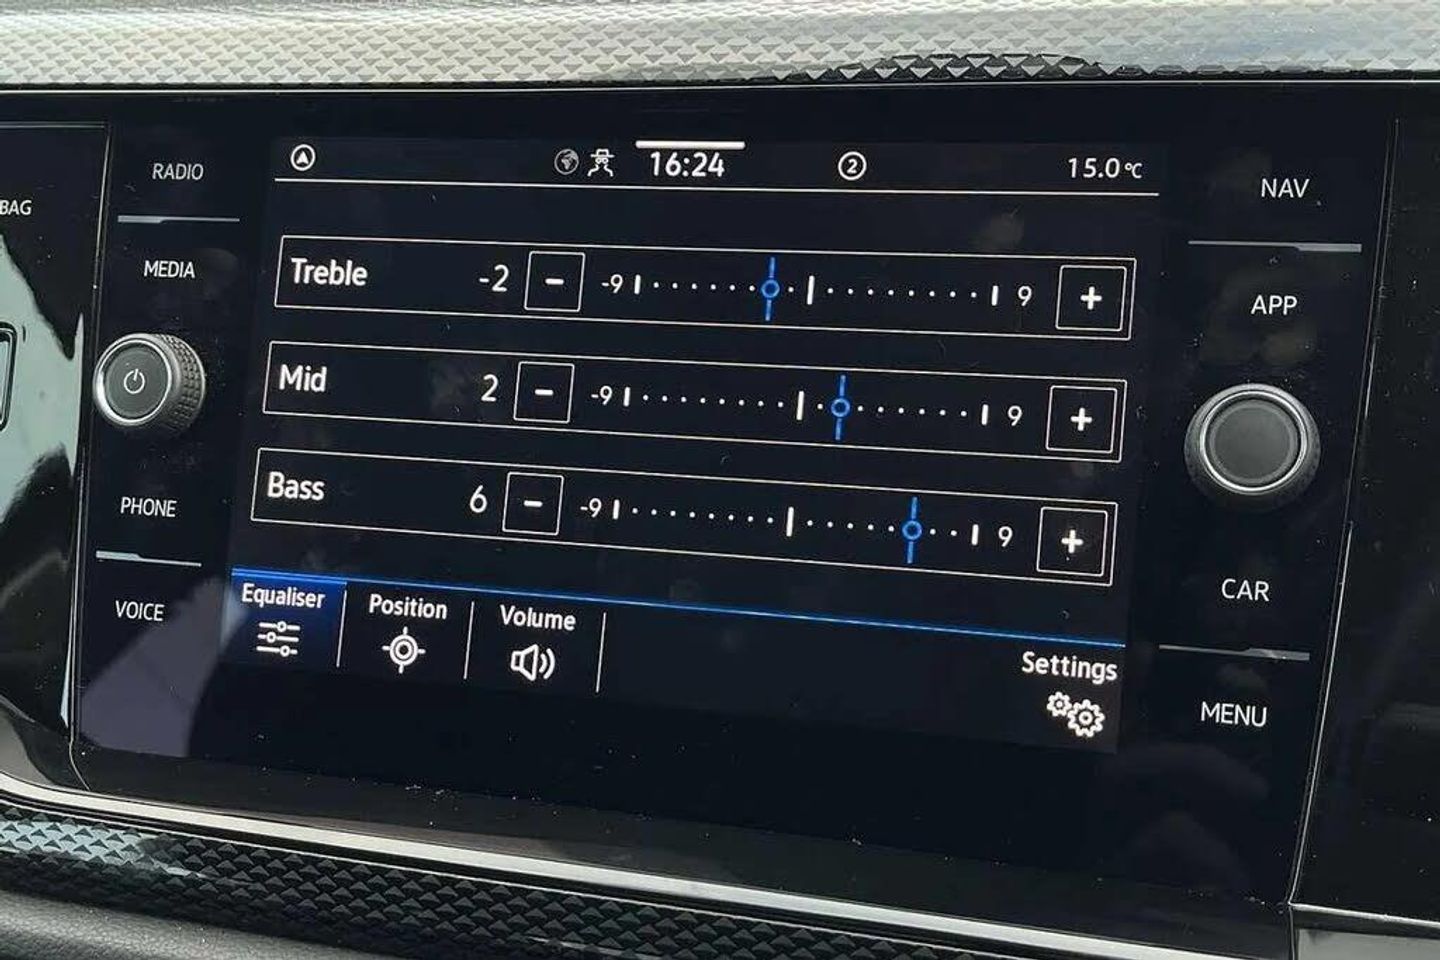 RADIO
MEDIA
PHONE
VOICE
BAG
16:24
2
15.0°C
Treble -2 - -9 9 +
Mid 2 - -9 9 +
Bass 6 - -9 9 +
Equaliser
Position
Volume
Settings
NAV
APP
CAR
MENU